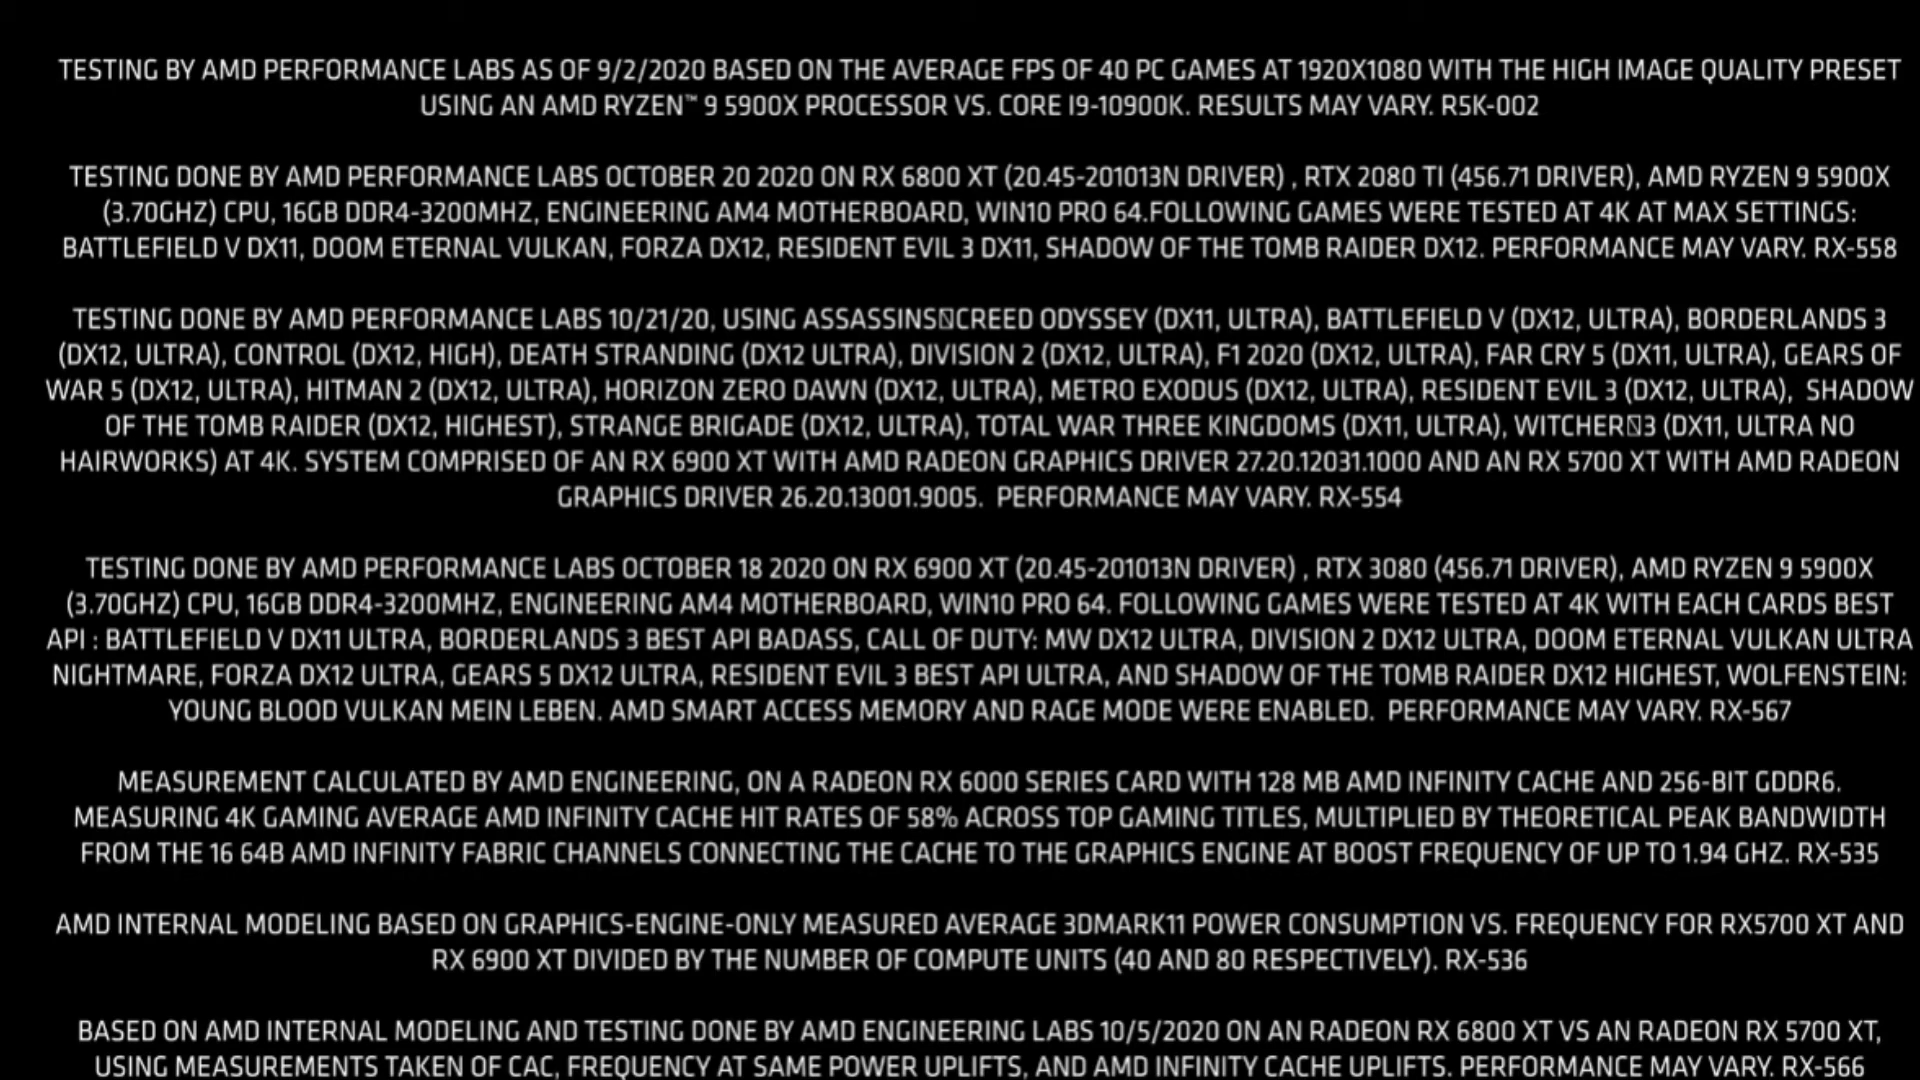 TESTING BY AMD PERFORMANCE LABS AS OF 9/2/2020 BASED ON THE AVERAGE FPS OF 40 PC GAMES AT 1920X1080 WITH THE HIGH IMAGE QUALITY PRESET
USING AN AMD RYZEN™ 9 5900X PROCESSOR VS. CORE I9-10900K. RESULTS MAY VARY. R5K-002
TESTING DONE BY AMD PERFORMANCE LABS OCTOBER 20 2020 ON RX 6800 XT (20.45-201013N DRIVER) , RTX 2080 TI (456.71 DRIVER), AMD RYZEN 9 5900X
(3.70GHZ) CPU, 16GB DDR4-3200MHZ, ENGINEERING AM4 MOTHERBOARD, WIN10 PRO 64.FOLLOWING GAMES WERE TESTED AT 4K AT MAX SETTINGS:
BATTLEFIELD V DX11, DOOM ETERNAL VULKAN, FORZA DX12, RESIDENT EVIL 3 DX11, SHADOW OF THE TOMB RAIDER DX12. PERFORMANCE MAY VARY. RX-558
TESTING DONE BY AMD PERFORMANCE LABS 10/21/20, USING ASSASSINS▯CREED ODYSSEY (DX11, ULTRA), BATTLEFIELD V (DX12, ULTRA), BORDERLANDS 3
(DX12, ULTRA), CONTROL (DX12, HIGH), DEATH STRANDING (DX12 ULTRA), DIVISION 2 (DX12, ULTRA), F1 2020 (DX12, ULTRA), FAR CRY 5 (DX11, ULTRA), GEARS OF
WAR 5 (DX12, ULTRA), HITMAN 2 (DX12, ULTRA), HORIZON ZERO DAWN (DX12, ULTRA), METRO EXODUS (DX12, ULTRA), RESIDENT EVIL 3 (DX12, ULTRA),  SHADOW
OF THE TOMB RAIDER (DX12, HIGHEST), STRANGE BRIGADE (DX12, ULTRA), TOTAL WAR THREE KINGDOMS (DX11, ULTRA), WITCHER▯3 (DX11, ULTRA NO
HAIRWORKS) AT 4K. SYSTEM COMPRISED OF AN RX 6900 XT WITH AMD RADEON GRAPHICS DRIVER 27.20.12031.1000 AND AN RX 5700 XT WITH AMD RADEON
GRAPHICS DRIVER 26.20.13001.9005.  PERFORMANCE MAY VARY. RX-554
TESTING DONE BY AMD PERFORMANCE LABS OCTOBER 18 2020 ON RX 6900 XT (20.45-201013N DRIVER) , RTX 3080 (456.71 DRIVER), AMD RYZEN 9 5900X
(3.70GHZ) CPU, 16GB DDR4-3200MHZ, ENGINEERING AM4 MOTHERBOARD, WIN10 PRO 64. FOLLOWING GAMES WERE TESTED AT 4K WITH EACH CARDS BEST
API : BATTLEFIELD V DX11 ULTRA, BORDERLANDS 3 BEST API BADASS, CALL OF DUTY: MW DX12 ULTRA, DIVISION 2 DX12 ULTRA, DOOM ETERNAL VULKAN ULTRA
NIGHTMARE, FORZA DX12 ULTRA, GEARS 5 DX12 ULTRA, RESIDENT EVIL 3 BEST API ULTRA, AND SHADOW OF THE TOMB RAIDER DX12 HIGHEST, WOLFENSTEIN:
YOUNG BLOOD VULKAN MEIN LEBEN. AMD SMART ACCESS MEMORY AND RAGE MODE WERE ENABLED.  PERFORMANCE MAY VARY. RX-567
MEASUREMENT CALCULATED BY AMD ENGINEERING, ON A RADEON RX 6000 SERIES CARD WITH 128 MB AMD INFINITY CACHE AND 256-BIT GDDR6.
MEASURING 4K GAMING AVERAGE AMD INFINITY CACHE HIT RATES OF 58% ACROSS TOP GAMING TITLES, MULTIPLIED BY THEORETICAL PEAK BANDWIDTH
FROM THE 16 64B AMD INFINITY FABRIC CHANNELS CONNECTING THE CACHE TO THE GRAPHICS ENGINE AT BOOST FREQUENCY OF UP TO 1.94 GHZ. RX-535
AMD INTERNAL MODELING BASED ON GRAPHICS-ENGINE-ONLY MEASURED AVERAGE 3DMARK11 POWER CONSUMPTION VS. FREQUENCY FOR RX5700 XT AND
RX 6900 XT DIVIDED BY THE NUMBER OF COMPUTE UNITS (40 AND 80 RESPECTIVELY). RX-536
BASED ON AMD INTERNAL MODELING AND TESTING DONE BY AMD ENGINEERING LABS 10/5/2020 ON AN RADEON RX 6800 XT VS AN RADEON RX 5700 XT,
USING MEASUREMENTS TAKEN OF CAC, FREQUENCY AT SAME POWER UPLIFTS, AND AMD INFINITY CACHE UPLIFTS. PERFORMANCE MAY VARY. RX-566